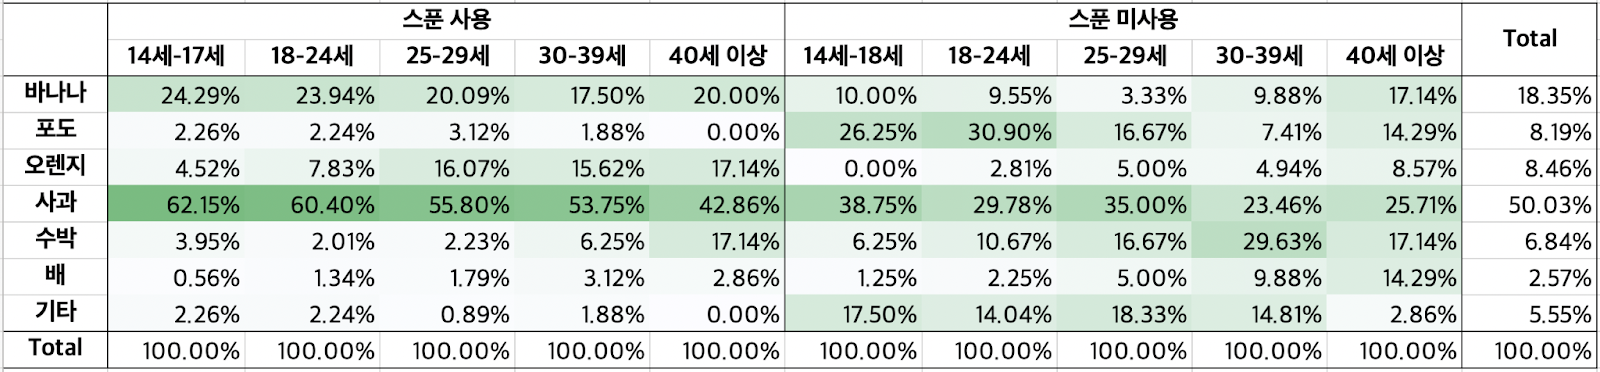 스푼 사용 스푼 미사용 Total
14세-17세 18-24세 25-29세 30-39세 40세 이상 14세-18세 18-24세 25-29세 30-39세 40세 이상
바나나 24.29% 23.94% 20.09% 17.50% 20.00% 10.00% 9.55% 3.33% 9.88% 17.14% 18.35%
포도 2.26% 2.24% 3.12% 1.88% 0.00% 26.25% 30.90% 16.67% 7.41% 14.29% 8.19%
오렌지 4.52% 7.83% 16.07% 15.62% 17.14% 0.00% 2.81% 5.00% 4.94% 8.57% 8.46%
사과 62.15% 60.40% 55.80% 53.75% 42.86% 38.75% 29.78% 35.00% 23.46% 25.71% 50.03%
수박 3.95% 2.01% 2.23% 6.25% 17.14% 6.25% 10.67% 16.67% 29.63% 17.14% 6.84%
배 0.56% 1.34% 1.79% 3.12% 2.86% 1.25% 2.25% 5.00% 9.88% 14.29% 2.57%
기타 2.26% 2.24% 0.89% 1.88% 0.00% 17.50% 14.04% 18.33% 14.81% 2.86% 5.55%
Total 100.00% 100.00% 100.00% 100.00% 100.00% 100.00% 100.00% 100.00% 100.00% 100.00% 100.00%